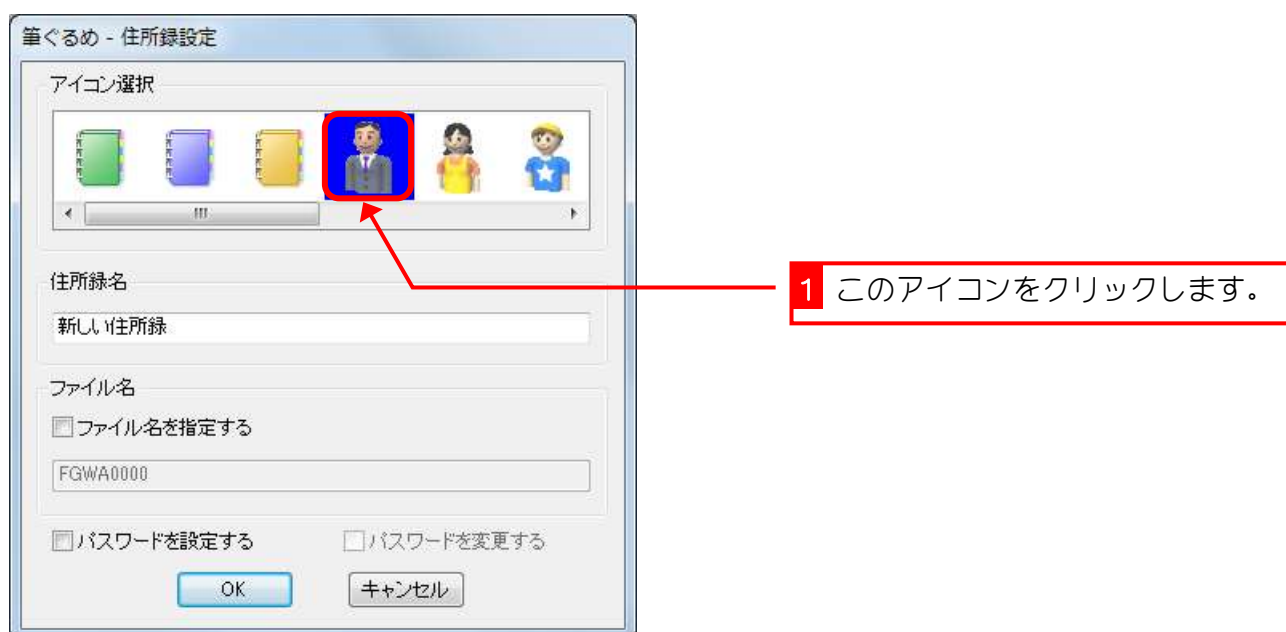 筆ぐるめ - 住所録設定
アイコン選択
住所録名
新しい住所録
1 このアイコンをクリックします。
ファイル名
ファイル名を指定する
FGWA0000
パスワードを設定する
パスワードを変更する
OK
キャンセル